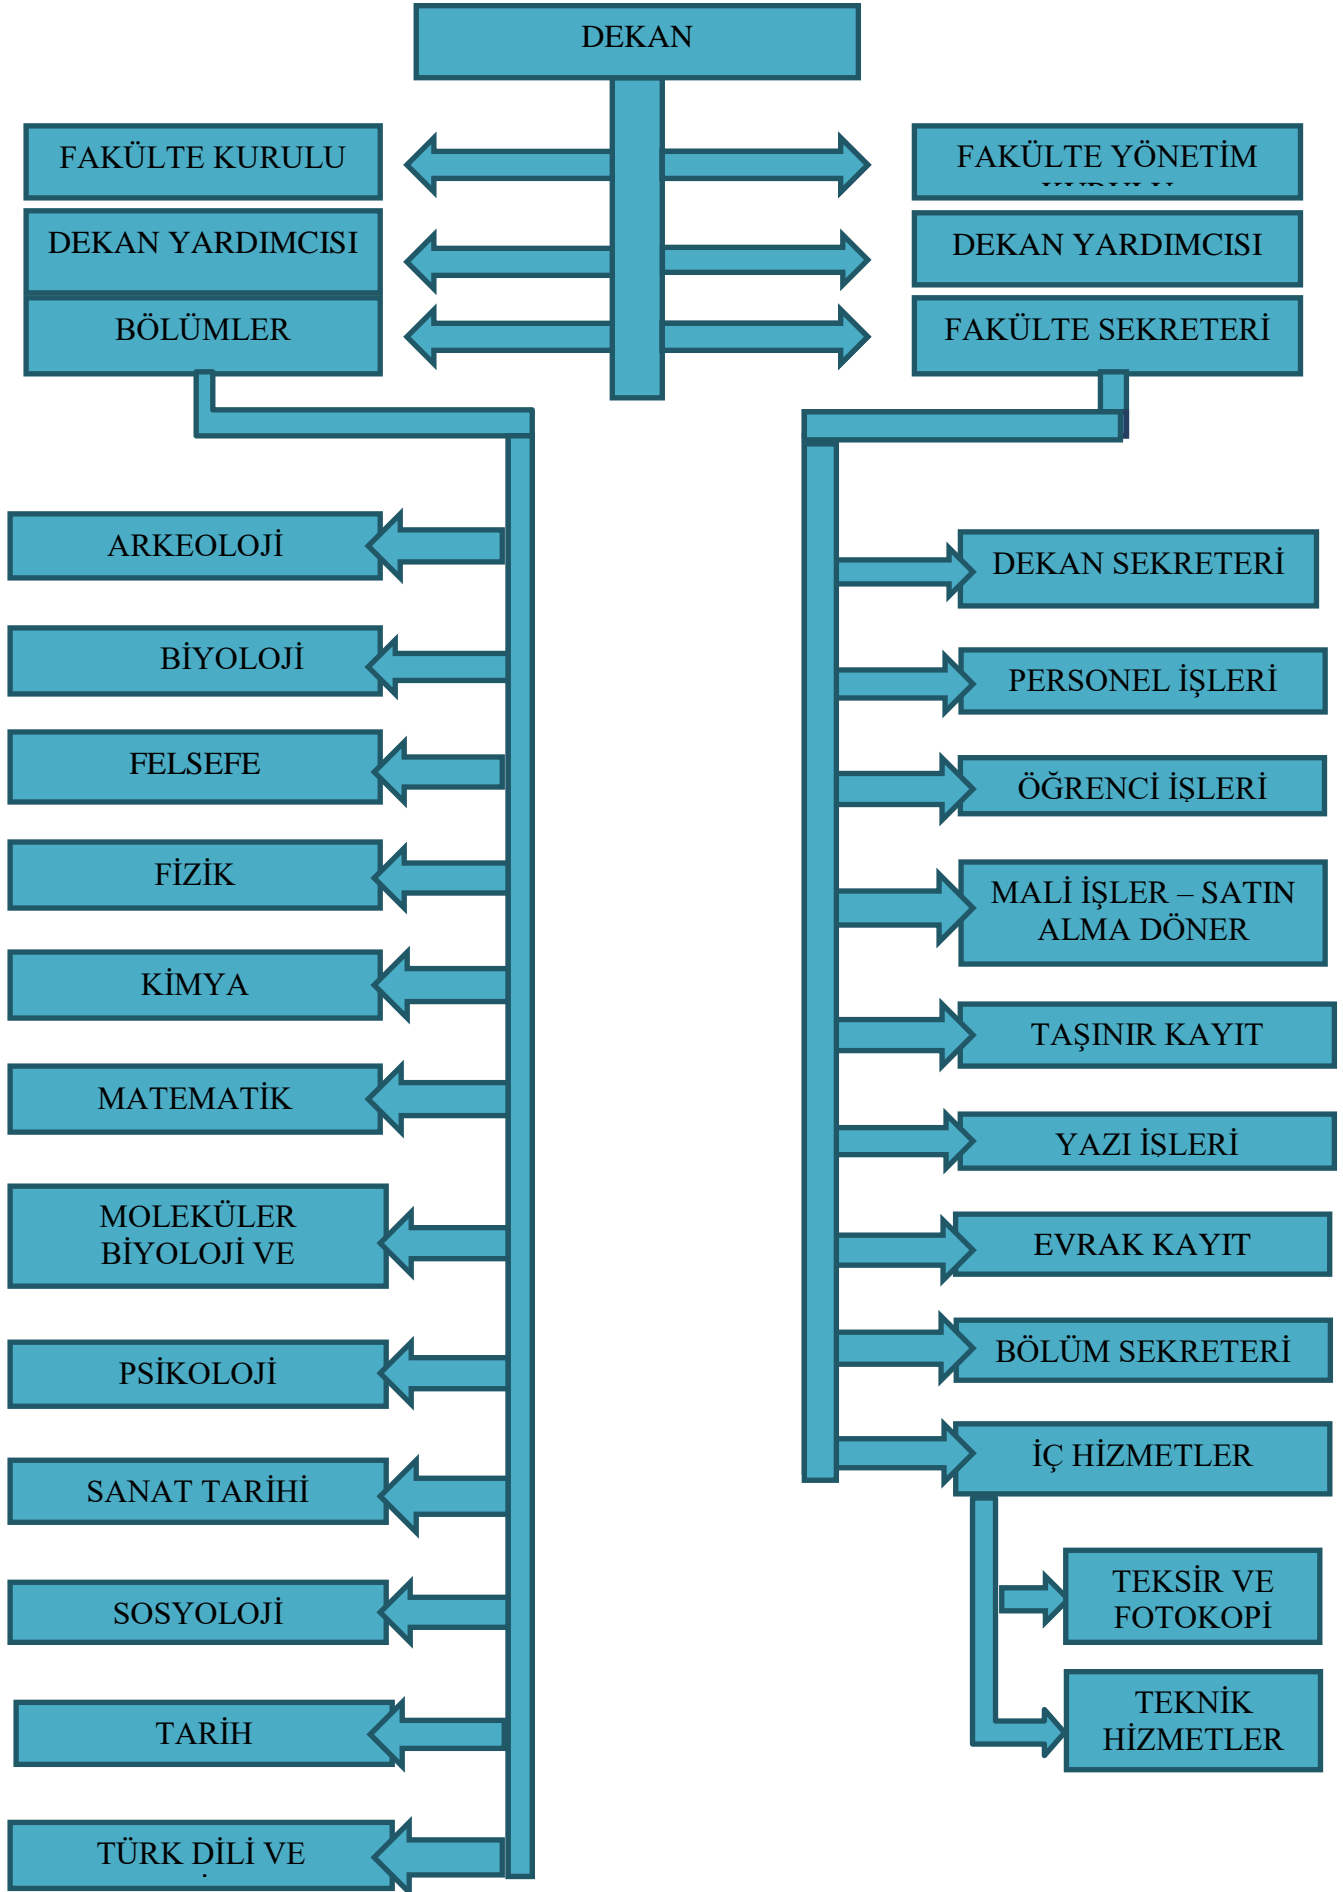 DEKAN
FAKÜLTE KURULU
DEKAN YARDIMCISI
BÖLÜMLER
FAKÜLTE YÖNETİM
DEKAN YARDIMCISI
FAKÜLTE SEKRETERİ
ARKEOLOJİ
BİYOLOJİ
FELSEFE
FİZİK
KİMYA
MATEMATİK
MOLEKÜLER
BİYOLOJİ VE
PSİKOLOJİ
SANAT TARİHİ
SOSYOLOJİ
TARİH
TÜRK DİLİ VE
DEKAN SEKRETERİ
PERSONEL İŞLERİ
ÖĞRENCİ İŞLERİ
MALİ İŞLER – SATIN
ALMA DÖNER
TAŞINIR KAYIT
YAZI İŞLERİ
EVRAK KAYIT
BÖLÜM SEKRETERİ
İÇ HİZMETLER
TEKSİR VE
FOTOKOPİ
TEKNİK
HİZMETLER